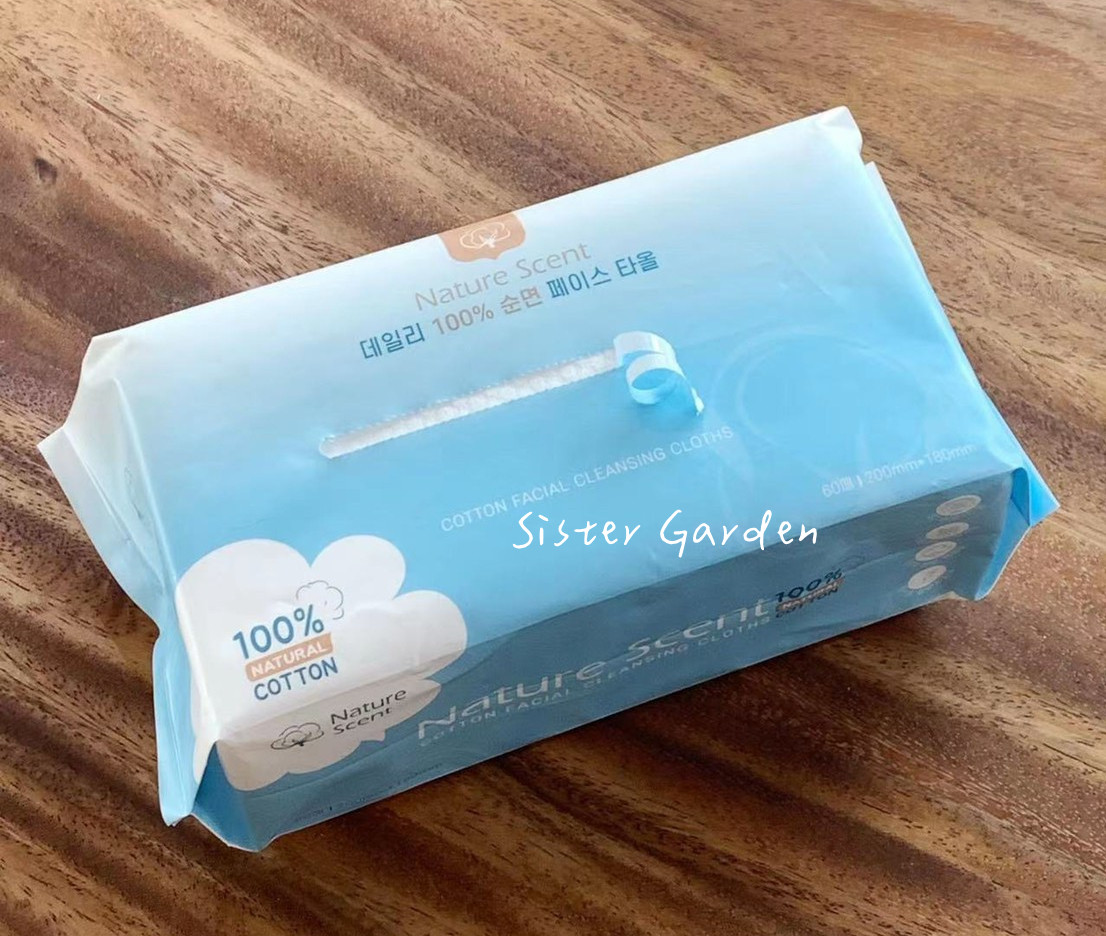 Nature Scent
데일리 100% 순면 페이스 타올
COTTON FACIAL CLEANSING CLOTHS
60매 | 200mm*180mm
Sister Garden
100%
NATURAL
COTTON
Nature
Scent
Nature Scent
COTTON FACIAL CLEANSING CLOTHS
100%
COTTON